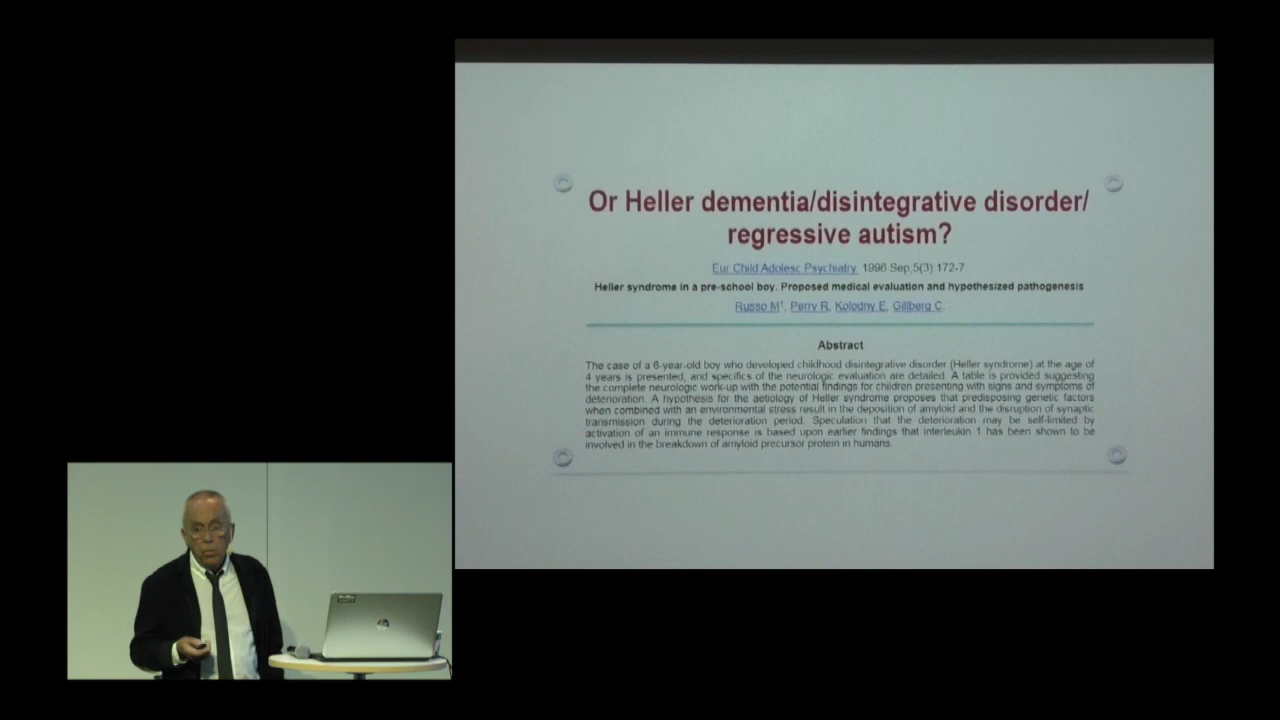 Or Heller dementia/disintegrative disorder/
regressive autism?
Eur Child Adolesc Psychiatry. 1996 Sep;5(3):172-7
Heller syndrome in a pre-school boy. Proposed medical evaluation and hypothesized pathogenesis
Russo M¹, Perry R, Kolodny E, Gillberg C.
Abstract
The case of a 6-year-old boy who developed childhood disintegrative disorder (Heller syndrome) at the age of
4 years is presented, and specifics of the neurologic evaluation are detailed. A table is provided suggesting
the complete neurologic work-up with the potential findings for children presenting with signs and symptoms of
deterioration. A hypothesis for the aetiology of Heller syndrome proposes that predisposing genetic factors
when combined with an environmental stress result in the deposition of amyloid and the disruption of synaptic
transmission during the deterioration period. Speculation that the deterioration may be self-limited by
activation of an immune response is based upon earlier findings that interleukin 1 has been shown to be
involved in the breakdown of amyloid precursor protein in humans.
hp